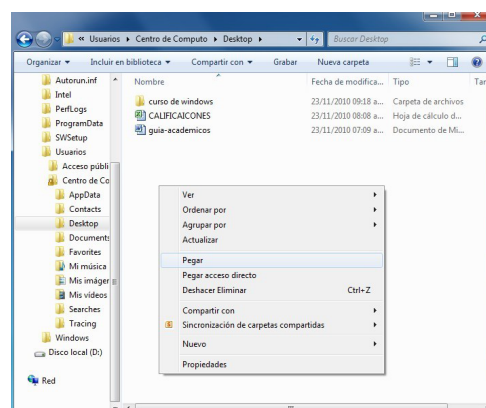 « Usuarios ▸ Centro de Computo ▸ Desktop ▸
Buscar Desktop
Organizar Incluir en biblioteca Compartir con Grabar Nueva carpeta
Nombre Fecha de modifica... Tipo Tar
curso de windows 23/11/2010 09:18 a... Carpeta de archivos
CALIFICAICONES 23/11/2010 08:08 a... Hoja de cálculo d...
guia-academicos 23/11/2010 07:09 a... Documento de Mi...
Autorun.inf
Intel
PerfLogs
ProgramData
SWSetup
Usuarios
Acceso públi
Centro de Co
AppData
Contacts
Desktop
Documents
Favorites
Mi música
Mis imáger
Mis vídeos
Searches
Tracing
Windows
Disco local (D:)
Red
Ver
Ordenar por
Agrupar por
Actualizar
Pegar
Pegar acceso directo
Deshacer Eliminar Ctrl+Z
Compartir con
Sincronización de carpetas compartidas
Nuevo
Propiedades